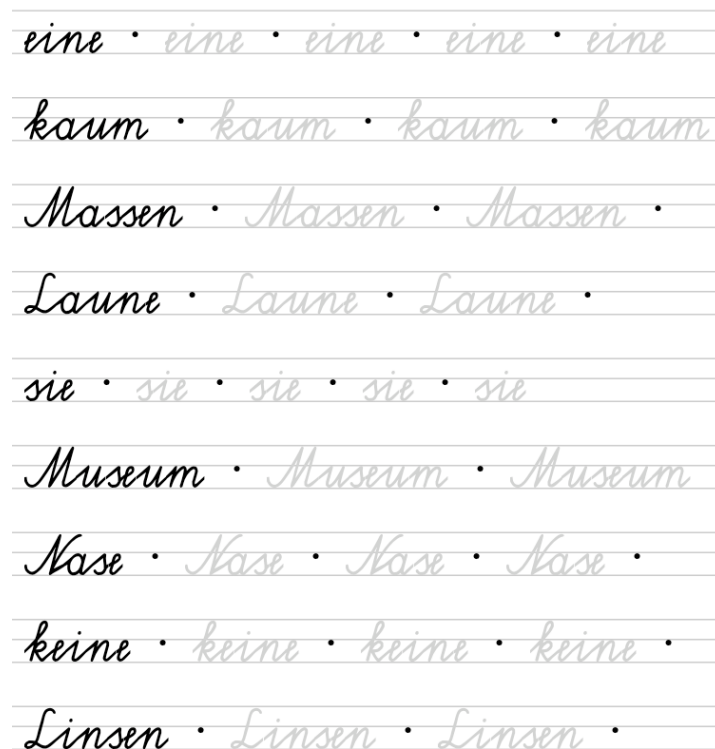 eine · eine · eine · eine · eine
kaum · kaum · kaum · kaum
Massen · Massen · Massen ·
Laune · Laune · Laune ·
sie · sie · sie · sie · sie
Museum · Museum · Museum
Nase · Nase · Nase · Nase ·
keine · keine · keine · keine ·
Linsen · Linsen · Linsen ·